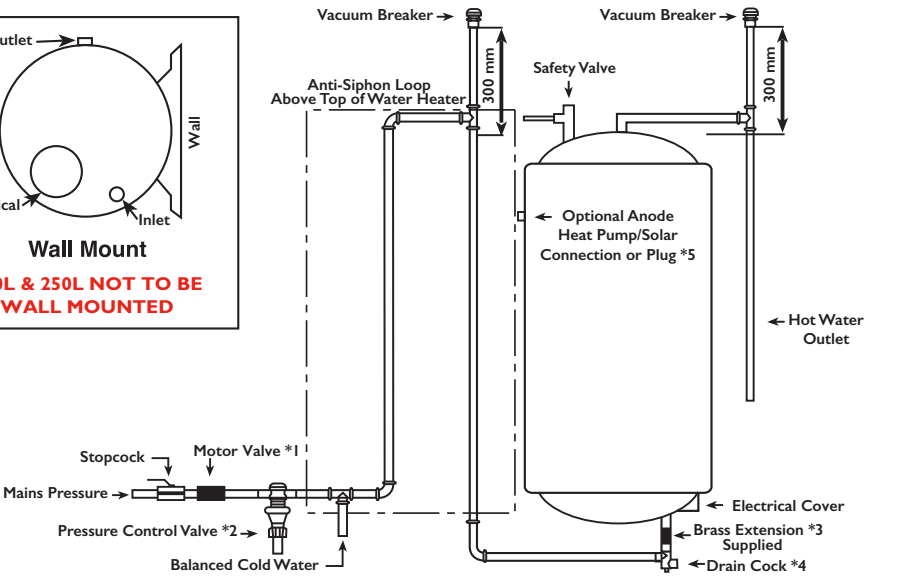 Inlet
Wall
Wall Mount
& 250L NOT TO BE
WALL MOUNTED
Vacuum Breaker
Vacuum Breaker
300 mm
300 mm
Safety Valve
Anti-Siphon Loop
Above Top of Water Heater
Optional Anode
Heat Pump/Solar
Connection or Plug *5
Hot Water
Outlet
Stopcock
Motor Valve *1
Mains Pressure
Pressure Control Valve *2
Balanced Cold Water
Electrical Cover
Brass Extension *3
Supplied
Drain Cock *4